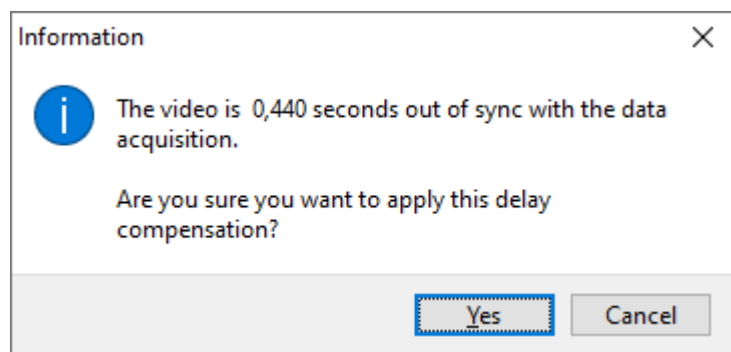 Information
The video is 0,440 seconds out of sync with the data
acquisition.
Are you sure you want to apply this delay
compensation?
Yes
Cancel